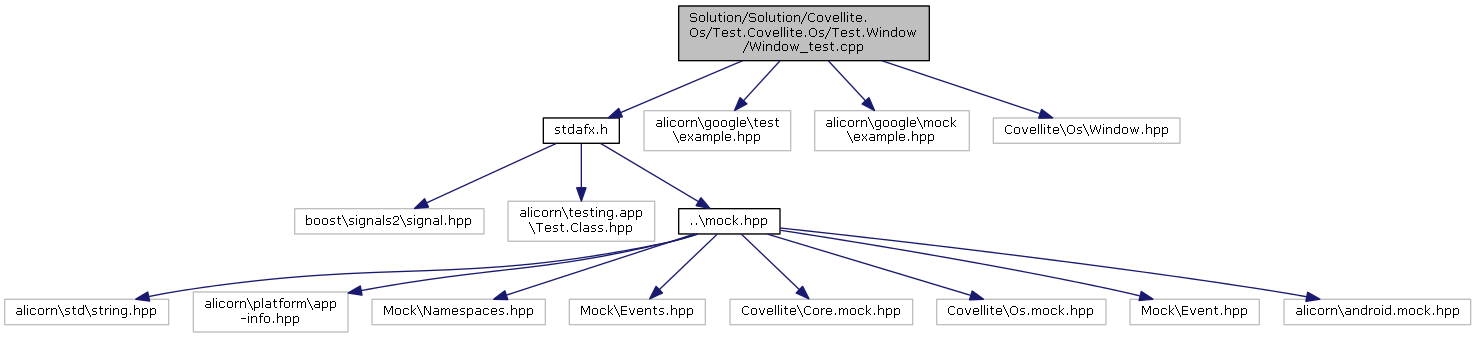 Solution/Solution/Covellite.
Os/Test.Covellite.Os/Test.Window
/Window_test.cpp
stdafx.h
alicorn\google\test
\example.hpp
alicorn\google\mock
\example.hpp
Covellite\Os\Window.hpp
boost\signals2\signal.hpp
alicorn\testing.app
\Test.Class.hpp
..\mock.hpp
alicorn\std\string.hpp
alicorn\platform\app
-info.hpp
Mock\Namespaces.hpp
Mock\Events.hpp
Covellite\Core.mock.hpp
Covellite\Os.mock.hpp
Mock\Event.hpp
alicorn\android.mock.hpp